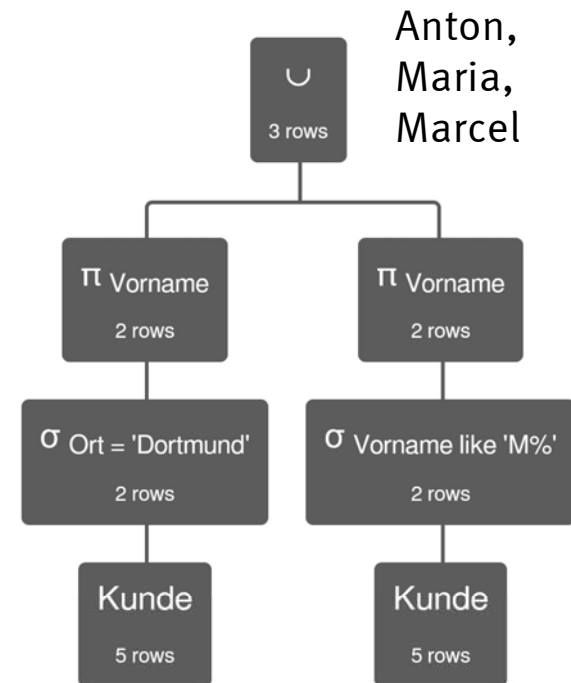 Anton,
Maria,
Marcel
∪
3 rows
π Vorname
2 rows
π Vorname
2 rows
σ Ort = 'Dortmund'
2 rows
σ Vorname like 'M%'
2 rows
Kunde
5 rows
Kunde
5 rows